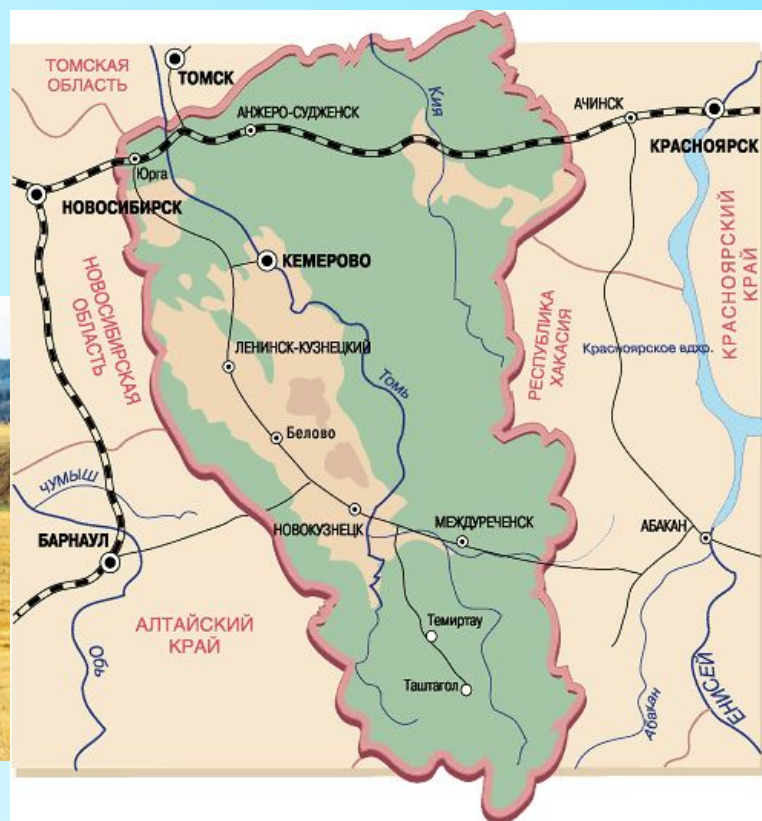 ТОМСКАЯ
ОБЛАСТЬ
ТОМСК
Кия
АНЖЕРО-СУДЖЕНСК
АЧИНСК
КРАСНОЯРСК
Юрга
НОВОСИБИРСК
НОВОСИБИРСКАЯ
ОБЛАСТЬ
КЕМЕРОВО
КРАСНОЯРСКИЙ
КРАЙ
РЕСПУБЛИКА
ХАКАСИЯ
ЛЕНИНСК-КУЗНЕЦКИЙ
Красноярское вдхр.
Томь
Белово
ЧУМЫШ
НОВОКУЗНЕЦК
МЕЖДУРЕЧЕНСК
АБАКАН
БАРНАУЛ
АЛТАЙСКИЙ
КРАЙ
Обь
Темиртау
Таштагол
Абакан
ЕНИСЕЙ